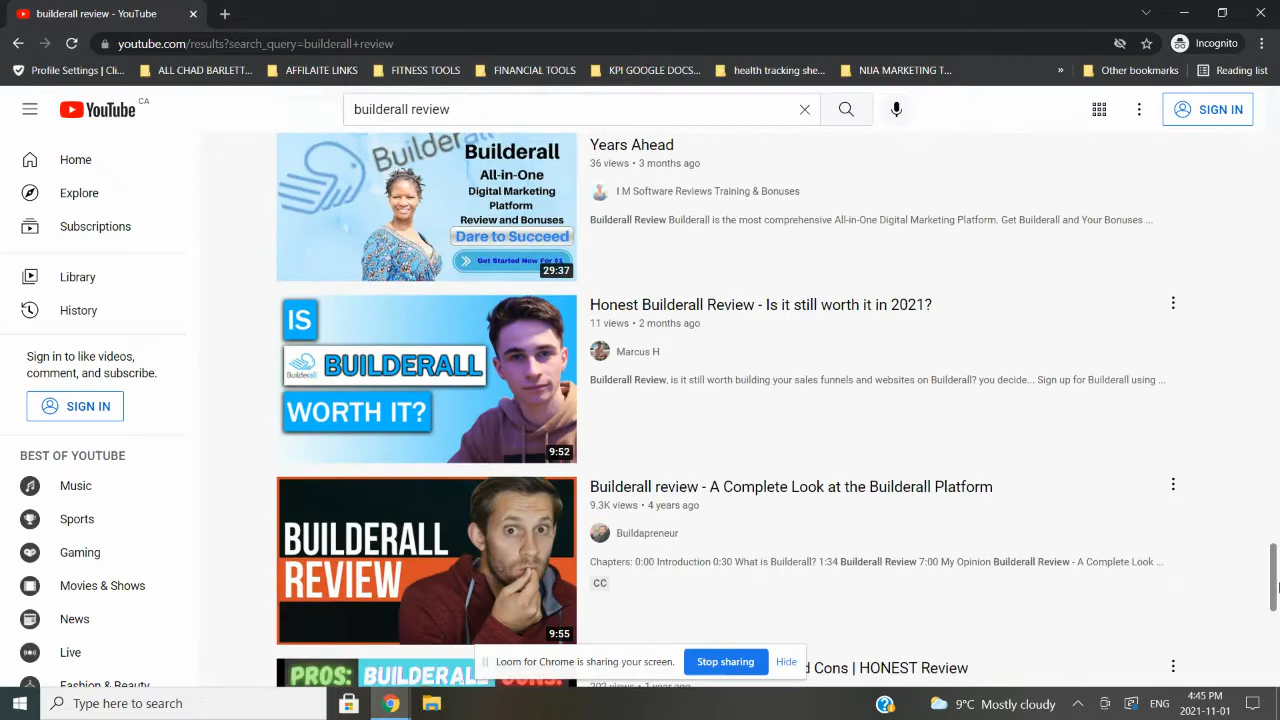 builderall review - YouTube
youtube.com/results?search_query=builderall+review
Incognito
Profile Settings | Cli...
ALL CHAD BARLETT...
AFFILIATE LINKS
FITNESS TOOLS
FINANCIAL TOOLS
KPI GOOGLE DOCS...
health tracking she...
NIJA MARKETING T...
»
Other bookmarks
Reading list
YouTube CA
builderall review
SIGN IN
Home
Explore
Subscriptions
Library
History
Sign in to like videos,
comment, and subscribe.
SIGN IN
BEST OF YOUTUBE
Music
Sports
Gaming
Movies & Shows
News
Live
Fashion & Beauty
Builderall
Builderall
All-in-One
Digital Marketing
Platform
Review and Bonuses
Dare to Succeed
Get Started Now For $1
29:37
Years Ahead
36 views • 3 months ago
I M Software Reviews Training & Bonuses
Builderall Review Builderall is the most comprehensive All-in-One Digital Marketing Platform. Get Builderall and Your Bonuses ...
IS
Builderall
BUILDERALL
WORTH IT?
9:52
Honest Builderall Review - Is it still worth it in 2021?
11 views • 2 months ago
Marcus H
Builderall Review, is it still worth building your sales funnels and websites on Builderall? you decide... Sign up for Builderall using ...
BUILDERALL
REVIEW
9:55
Builderall review - A Complete Look at the Builderall Platform
9.3K views • 4 years ago
Buildapreneur
Chapters: 0:00 Introduction 0:30 What is Builderall? 1:34 Builderall Review 7:00 My Opinion Builderall Review - A Complete Look ...
CC
PROS: BUILDERALL CONS:
d Cons | HONEST Review
202 views • 1 year ago
Loom for Chrome is sharing your screen.
Stop sharing
Hide
Type here to search
9°C Mostly cloudy
ENG
4:45 PM
2021-11-01